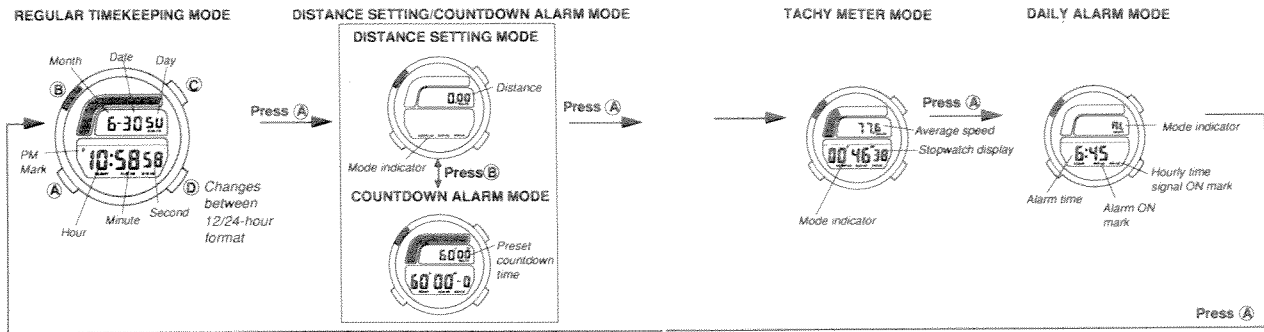 REGULAR TIMEKEEPING MODE
Month
Date
Day
B
C
6-30 SU
PM
Mark
10:58 58
A
D
Hour
Minute
Second
Changes
between
12/24-hour
format
Press A
DISTANCE SETTING/COUNTDOWN ALARM MODE
DISTANCE SETTING MODE
0.00
Distance
Mode indicator
Press B
COUNTDOWN ALARM MODE
60'00
60'00"-0
Preset
countdown
time
Press A
TACHY METER MODE
77.6
Average speed
00'46"38
Stopwatch display
Mode indicator
Press A
DAILY ALARM MODE
Mode indicator
6:45
Hourly time
signal ON mark
Alarm time
Alarm ON
mark
Press A